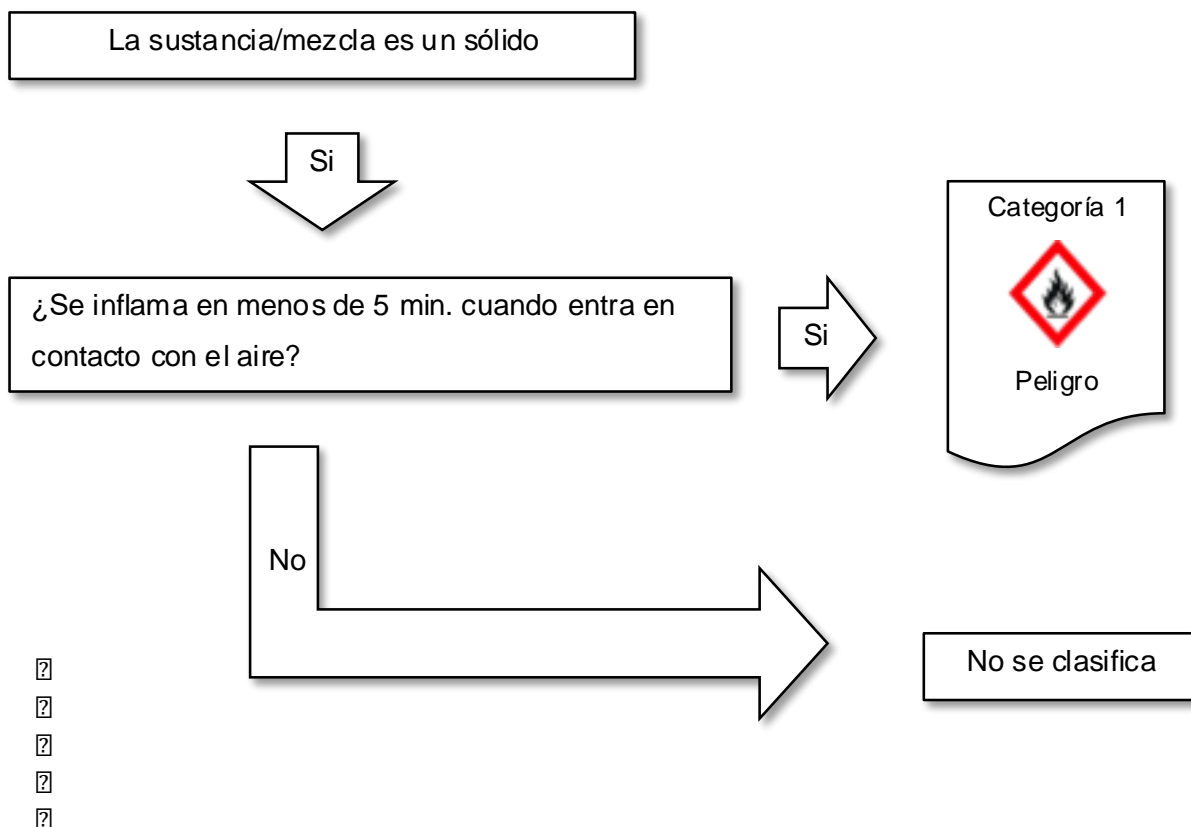 La sustancia/mezcla es un sólido
Si
Categoría 1
¿Se inflama en menos de 5 min. cuando entra en
contacto con el aire?
Si
Peligro
No
No se clasifica